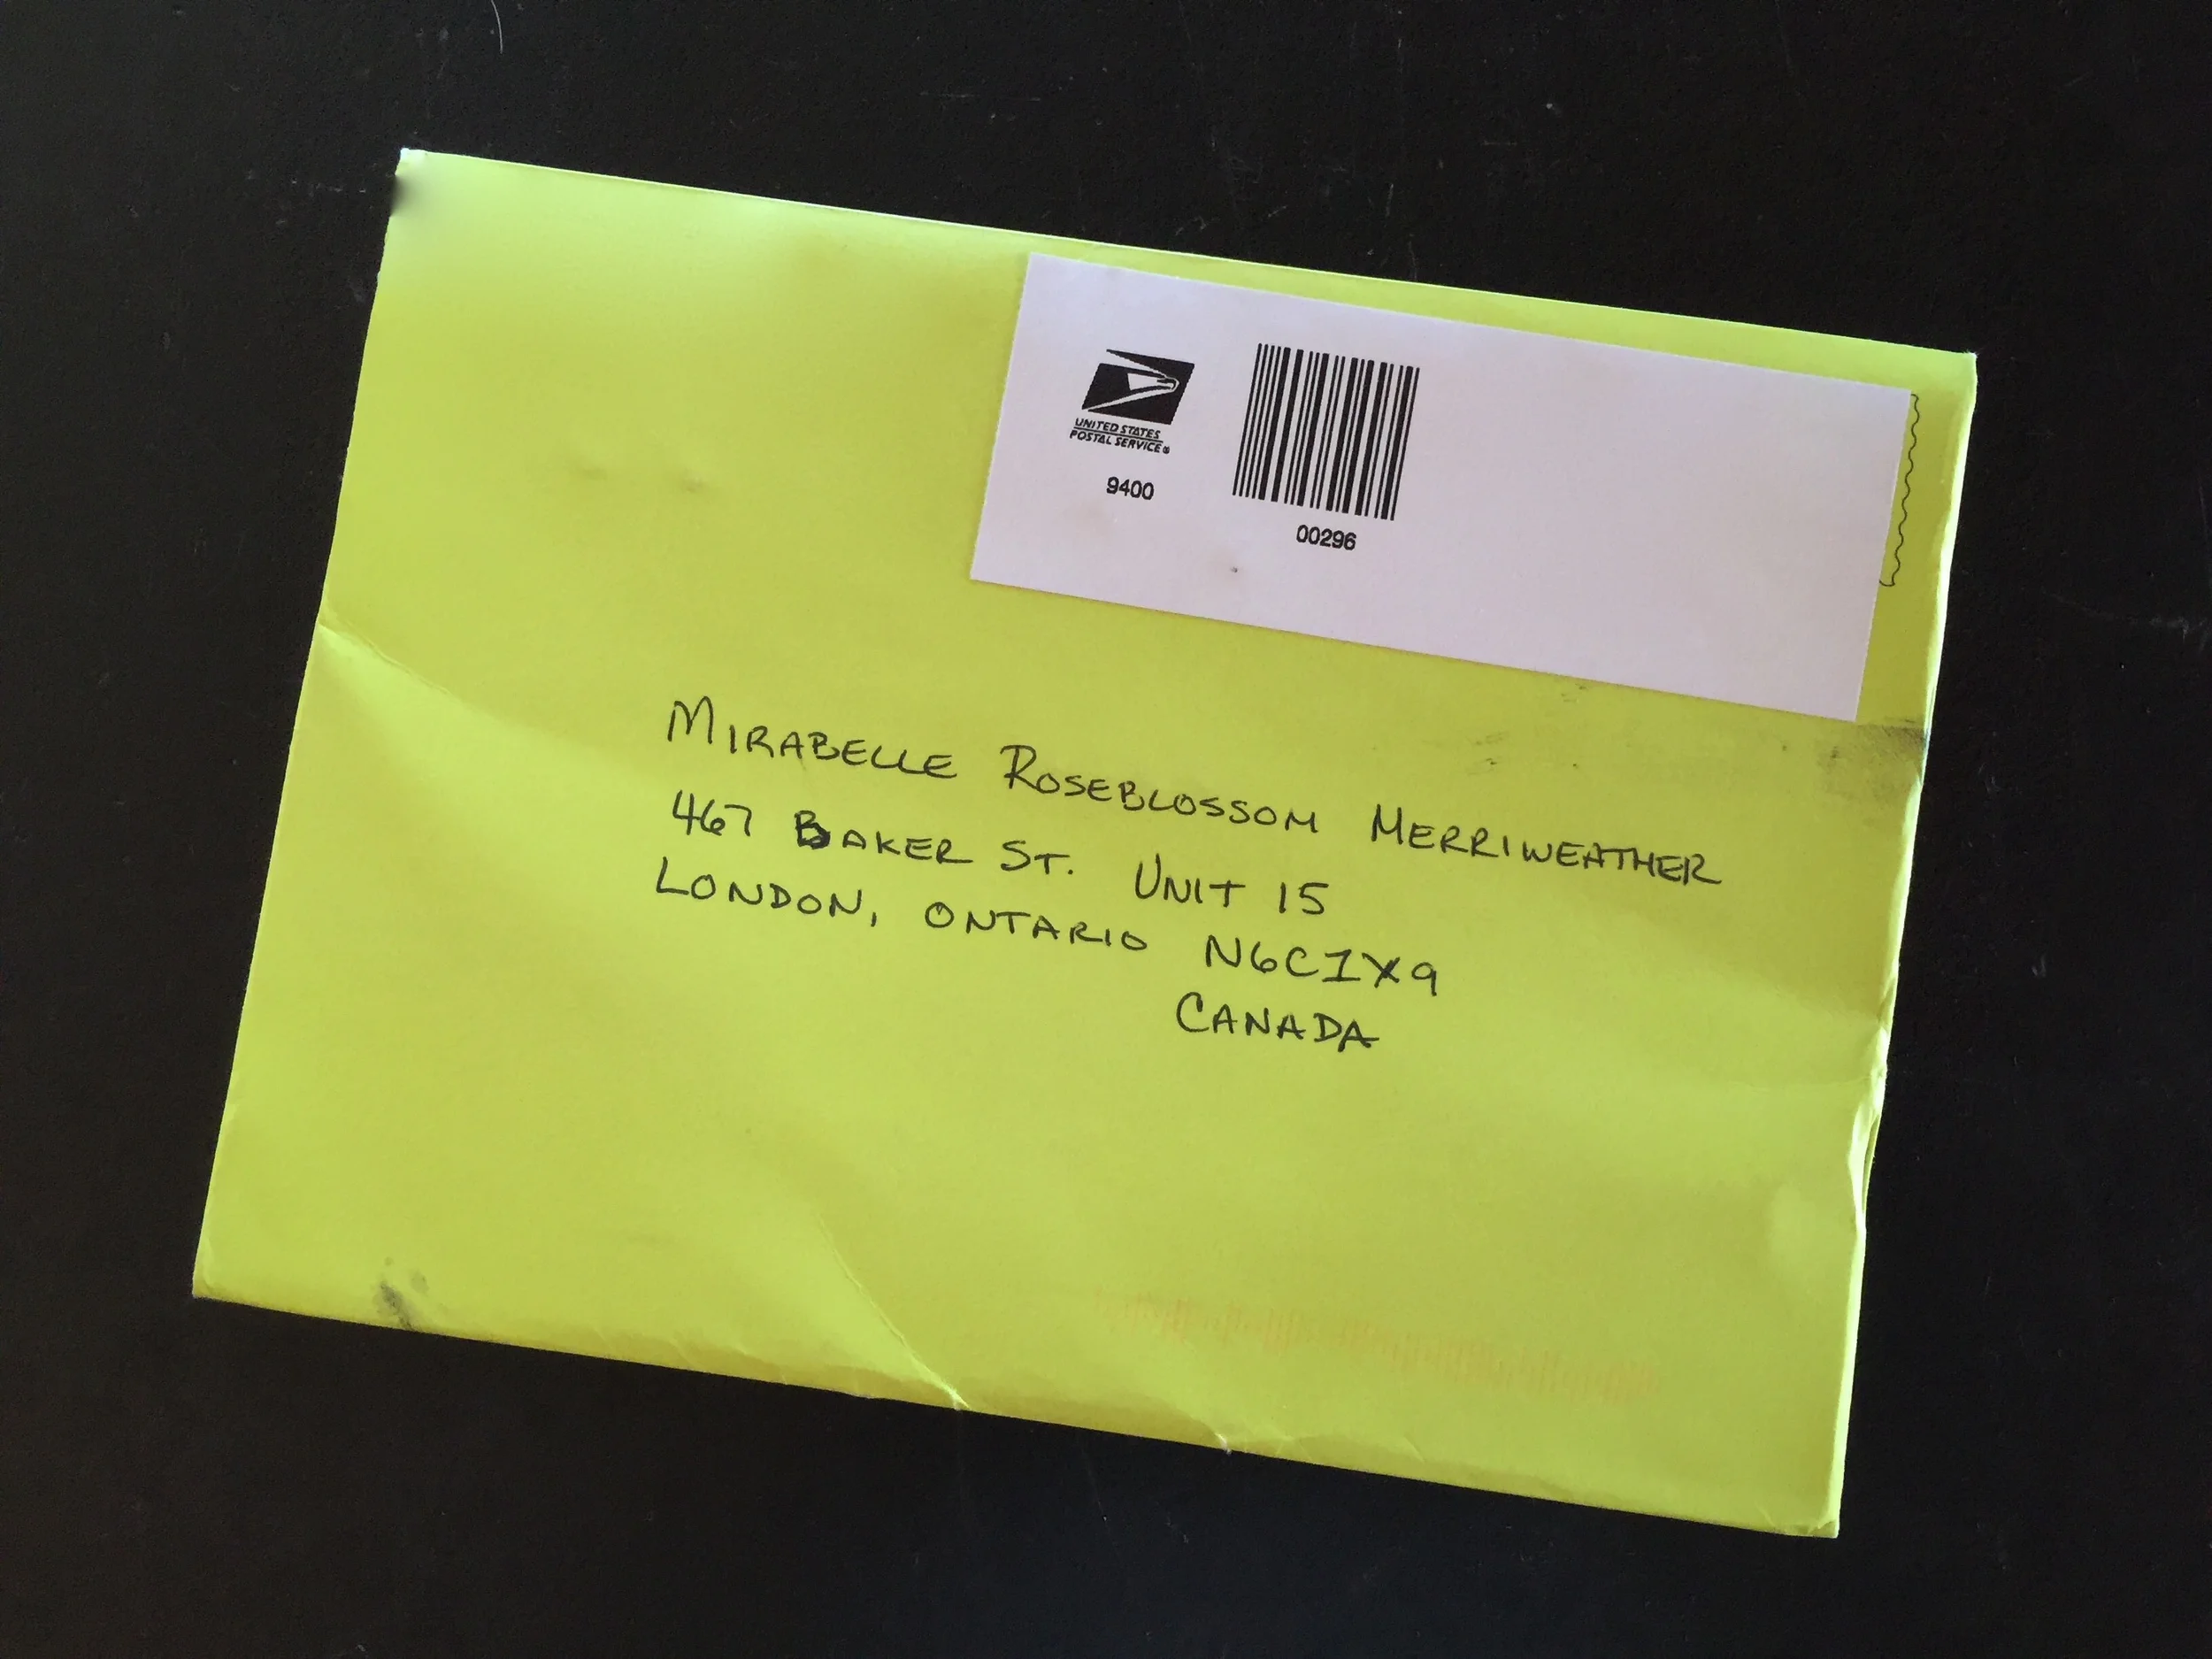 UNITED STATES
POSTAL SERVICE®
9400
00296
MIRABELLE ROSEBLOSSOM MERRIWEATHER
467 BAKER ST. UNIT 15
LONDON, ONTARIO N6C1X9
CANADA